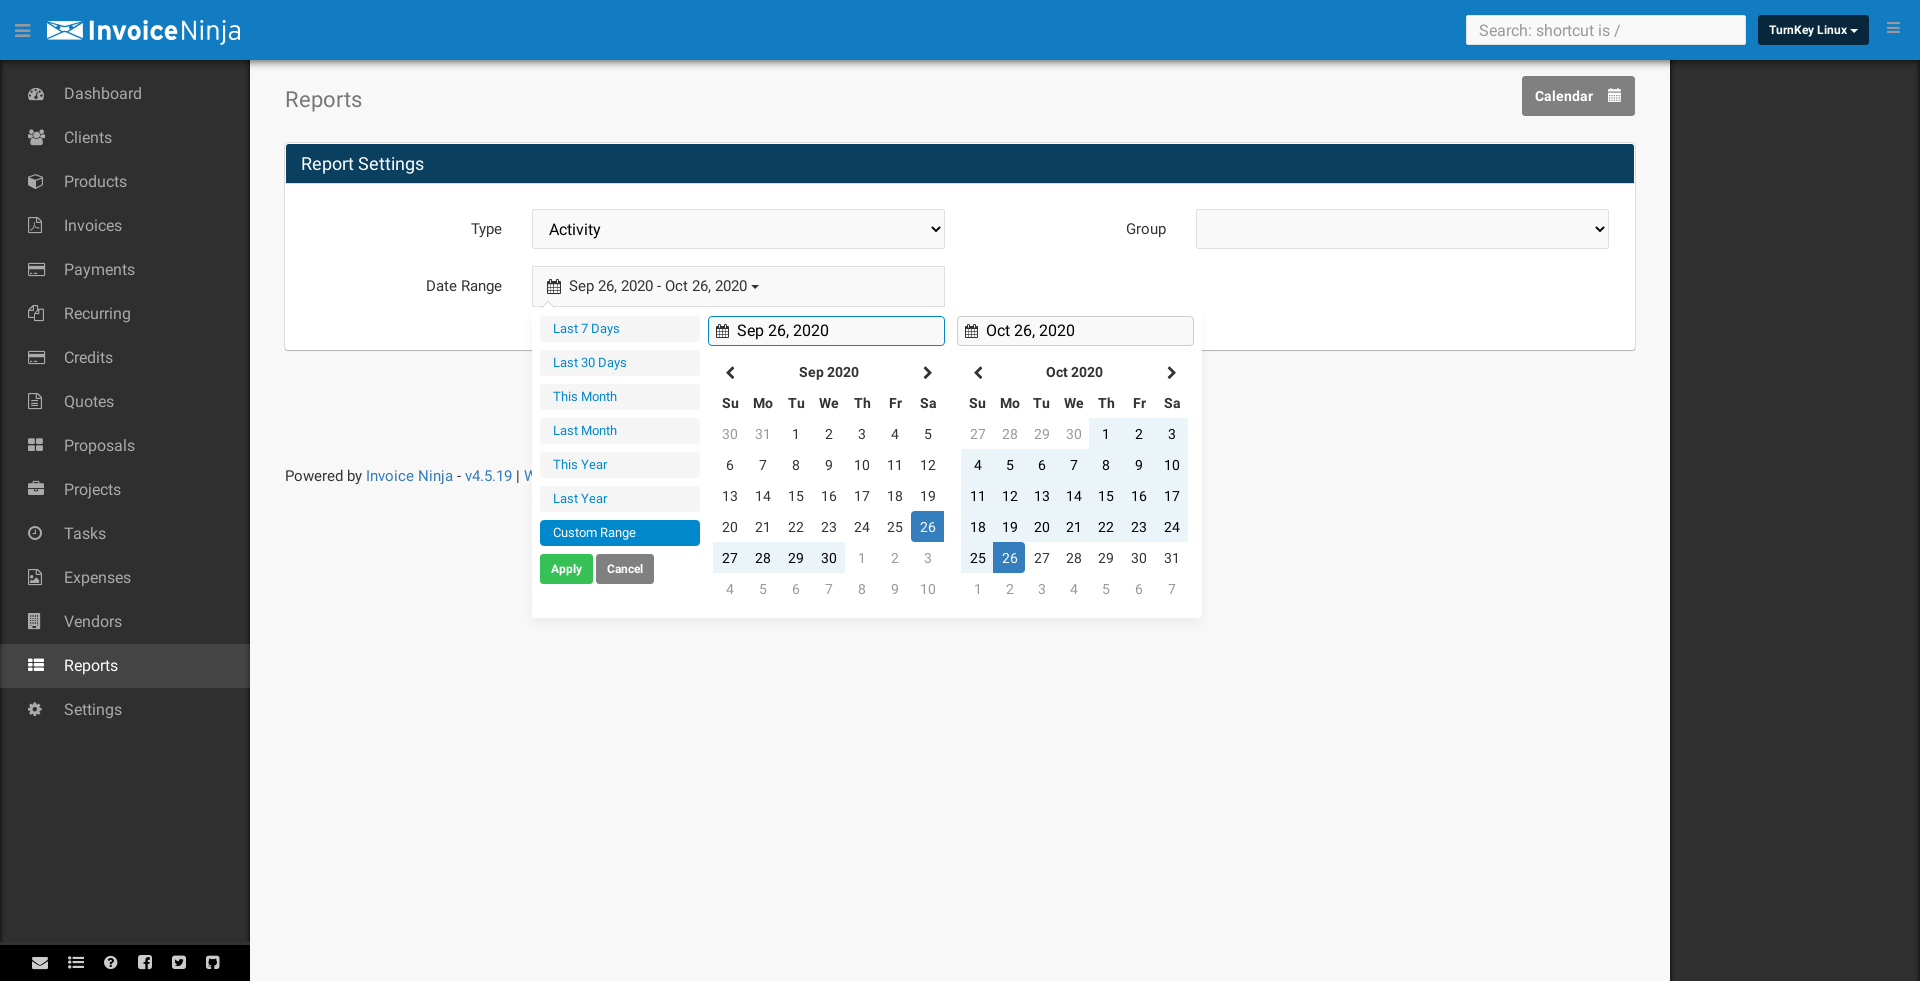 InvoiceNinja
Search: shortcut is /
TurnKey Linux
Dashboard
Clients
Products
Invoices
Payments
Recurring
Credits
Quotes
Proposals
Projects
Tasks
Expenses
Vendors
Reports
Settings
Reports
Calendar
Report Settings
Type
Activity
Group
Date Range
Sep 26, 2020 - Oct 26, 2020
Last 7 Days
Last 30 Days
This Month
Last Month
This Year
Last Year
Custom Range
Apply Cancel
Sep 26, 2020
Sep 2020
Su Mo Tu We Th Fr Sa
30 31 1 2 3 4 5
6 7 8 9 10 11 12
13 14 15 16 17 18 19
20 21 22 23 24 25 26
27 28 29 30 1 2 3
4 5 6 7 8 9 10
Oct 26, 2020
Oct 2020
Su Mo Tu We Th Fr Sa
27 28 29 30 1 2 3
4 5 6 7 8 9 10
11 12 13 14 15 16 17
18 19 20 21 22 23 24
25 26 27 28 29 30 31
1 2 3 4 5 6 7
Powered by Invoice Ninja - v4.5.19 |